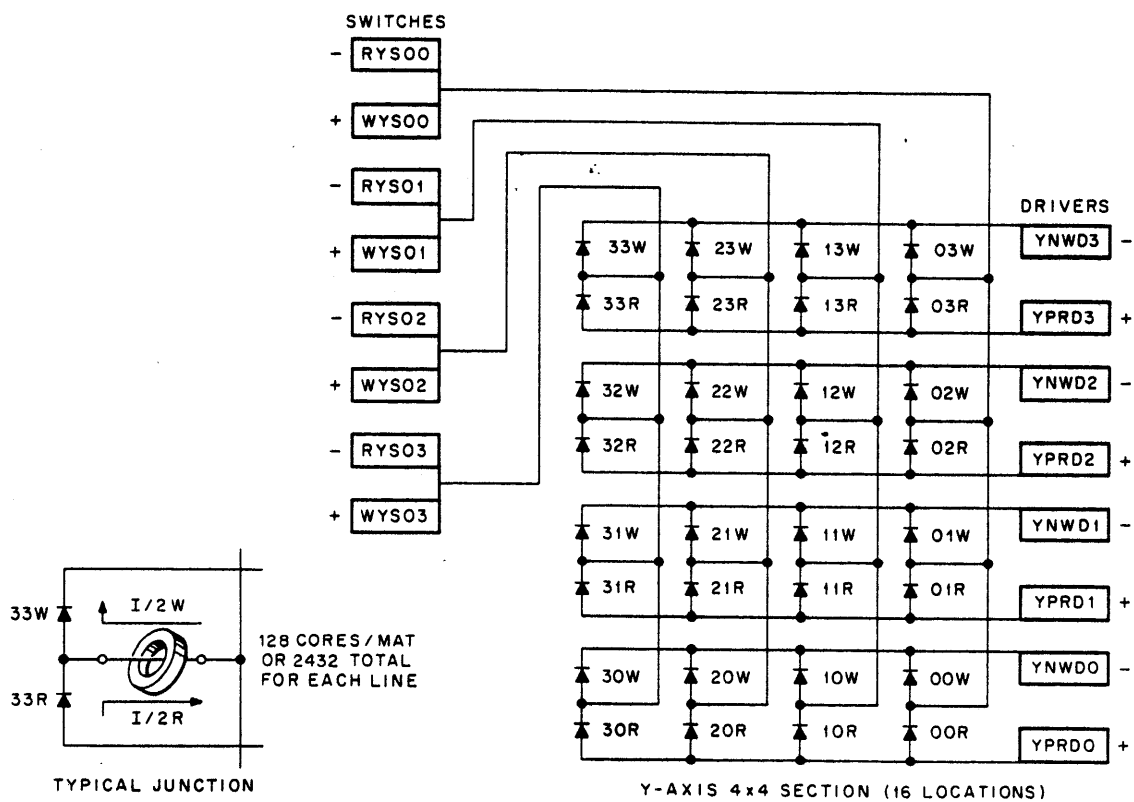 SWITCHES
- RYS00
+ WYS00
- RYS01
+ WYS01
- RYS02
+ WYS02
- RYS03
+ WYS03
DRIVERS
33W 23W 13W 03W YNWD3 -
33R 23R 13R 03R YPRD3 +
32W 22W 12W 02W YNWD2 -
32R 22R 12R 02R YPRD2 +
31W 21W 11W 01W YNWD1 -
31R 21R 11R 01R YPRD1 +
30W 20W 10W 00W YNWD0 -
30R 20R 10R 00R YPRD0 +
Y-AXIS 4x4 SECTION (16 LOCATIONS)
33W I/2W
33R I/2R
128 CORES/MAT
OR 2432 TOTAL
FOR EACH LINE
TYPICAL JUNCTION